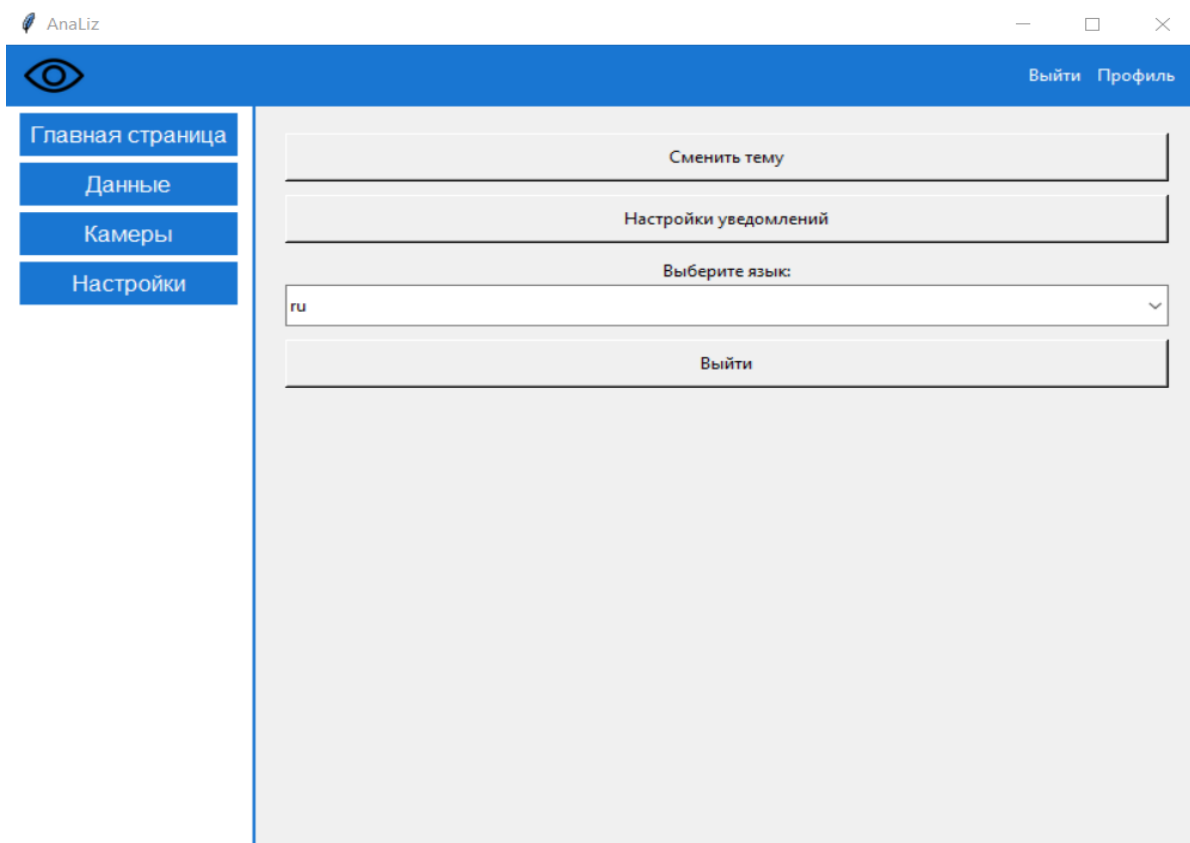 AnaLiz
Выйти Профиль
Главная страница
Данные
Камеры
Настройки
Сменить тему
Настройки уведомлений
Выберите язык:
ru
Выйти